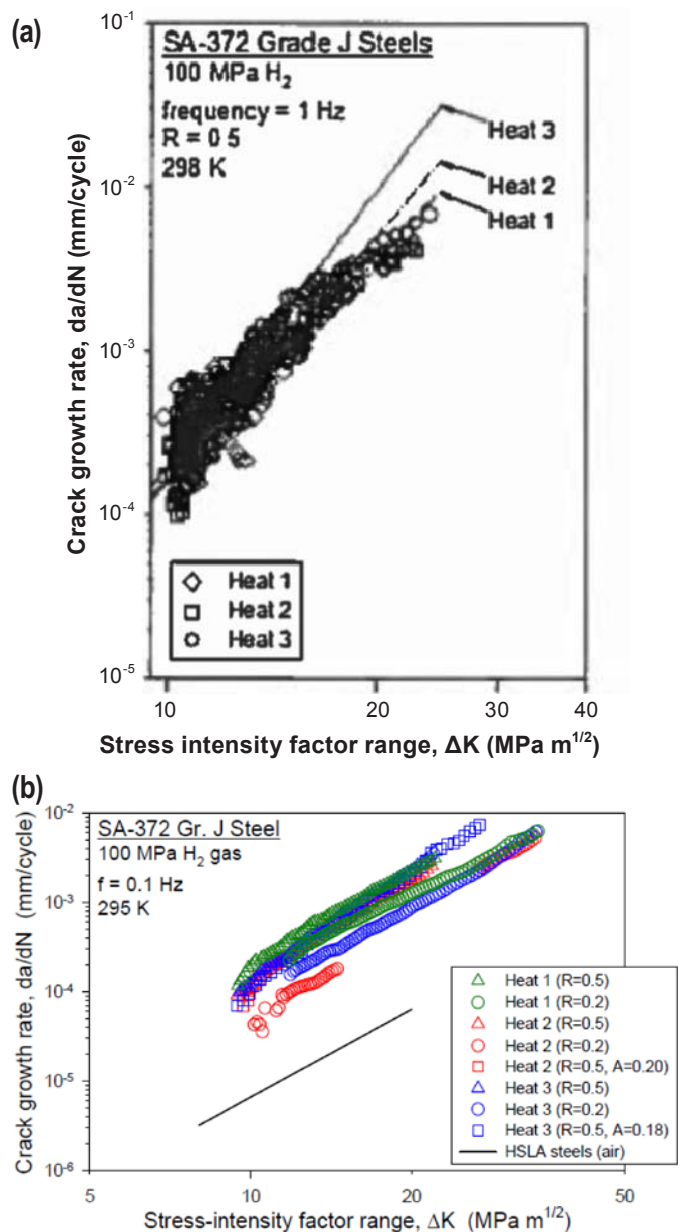 (a)
10⁻¹
SA-372 Grade J Steels
100 MPa H₂
frequency = 1 Hz
R = 0 5
298 K
Heat 3
10⁻²
Heat 2
Heat 1
10⁻³
10⁻⁴
Heat 1
Heat 2
Heat 3
10⁻⁵
10
20
30
40
Crack growth rate, da/dN (mm/cycle)
Stress intensity factor range, ΔK (MPa m¹/²)
(b)
10⁻²
SA-372 Gr. J Steel
100 MPa H₂ gas
f = 0.1 Hz
295 K
10⁻³
10⁻⁴
10⁻⁵
10⁻⁶
Heat 1 (R=0.5)
Heat 1 (R=0.2)
Heat 2 (R=0.5)
Heat 2 (R=0.2)
Heat 2 (R=0.5, A=0.20)
Heat 3 (R=0.5)
Heat 3 (R=0.2)
Heat 3 (R=0.5, A=0.18)
HSLA steels (air)
5
10
20
50
Crack growth rate, da/dN (mm/cycle)
Stress-intensity factor range, ΔK (MPa m¹/²)